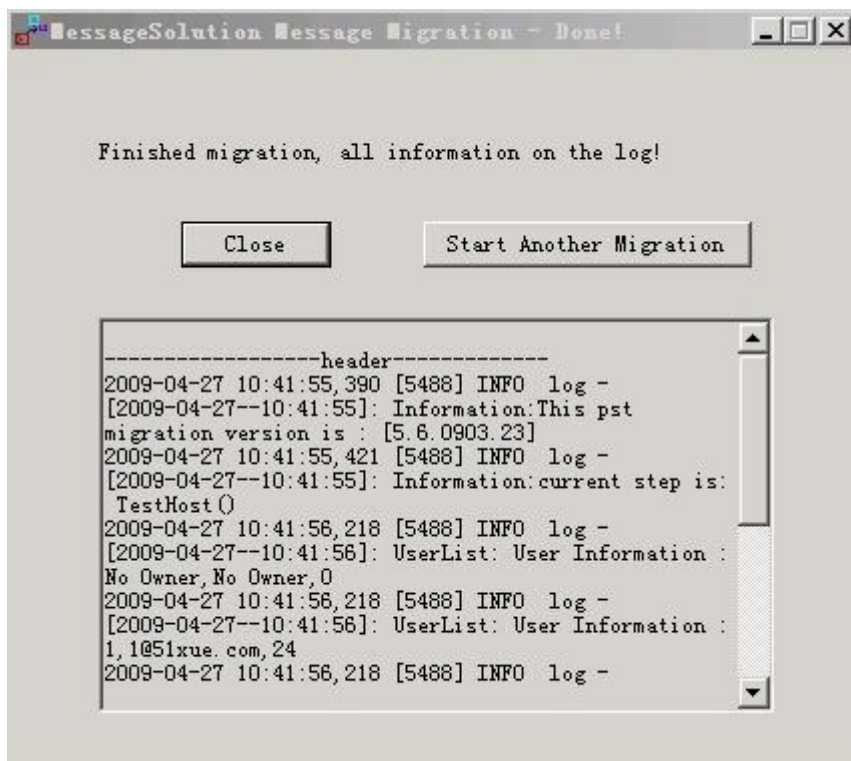 MessageSolution Message Migration - Done!
Finished migration, all information on the log!
Close
Start Another Migration
------------------header-------------
2009-04-27 10:41:55,390 [5488] INFO  log -
[2009-04-27--10:41:55]: Information:This pst
migration version is : [5.6.0903.23]
2009-04-27 10:41:55,421 [5488] INFO  log -
[2009-04-27--10:41:55]: Information:current step is:
TestHost()
2009-04-27 10:41:56,218 [5488] INFO  log -
[2009-04-27--10:41:56]: UserList: User Information :
No Owner,No Owner,0
2009-04-27 10:41:56,218 [5488] INFO  log -
[2009-04-27--10:41:56]: UserList: User Information :
1,1@51xue.com,24
2009-04-27 10:41:56,218 [5488] INFO  log -